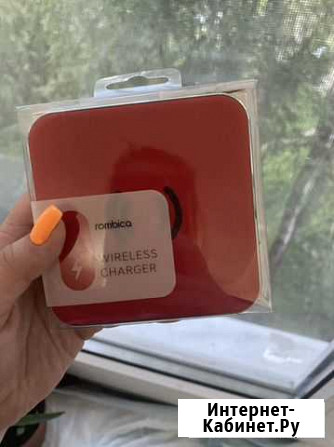 rombica
WIRELESS
CHARGER
Интернет-
Кабинет.Ру